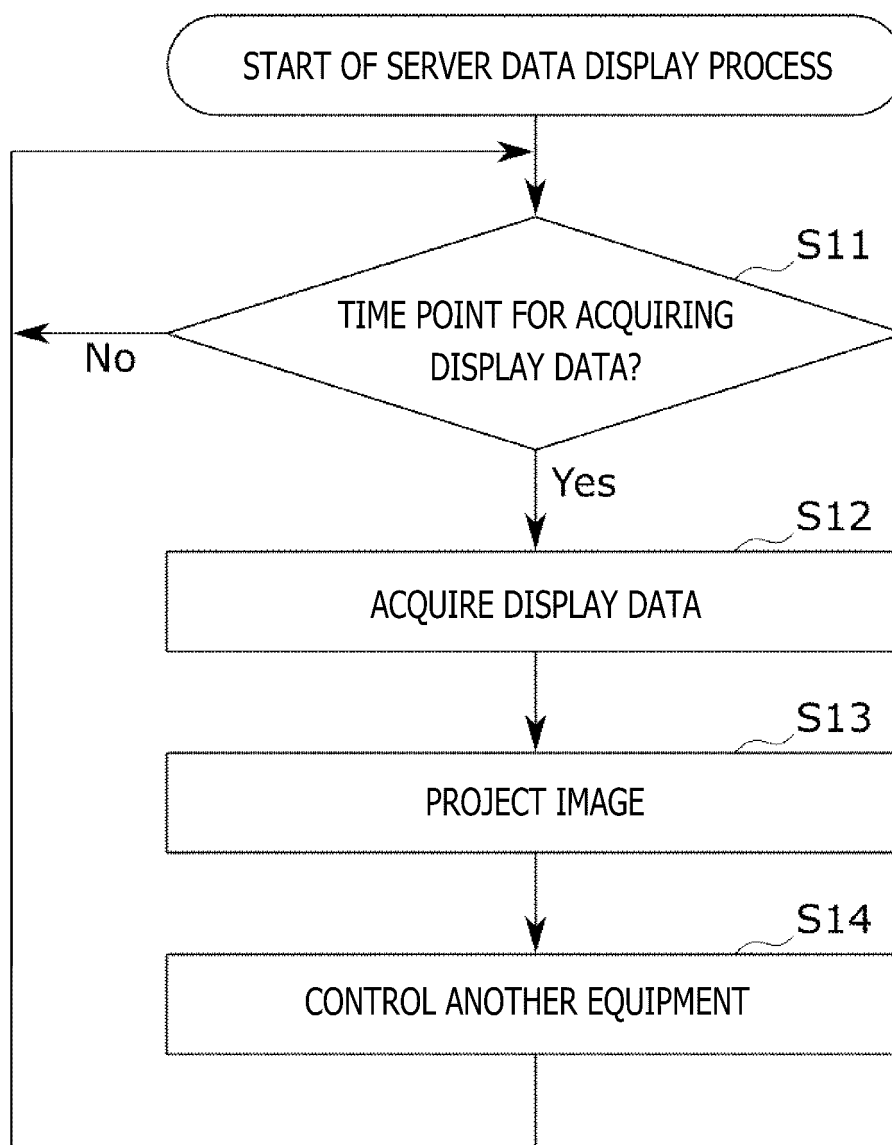 START OF SERVER DATA DISPLAY PROCESS
S11
TIME POINT FOR ACQUIRING
DISPLAY DATA?
No
Yes
S12
ACQUIRE DISPLAY DATA
S13
PROJECT IMAGE
S14
CONTROL ANOTHER EQUIPMENT